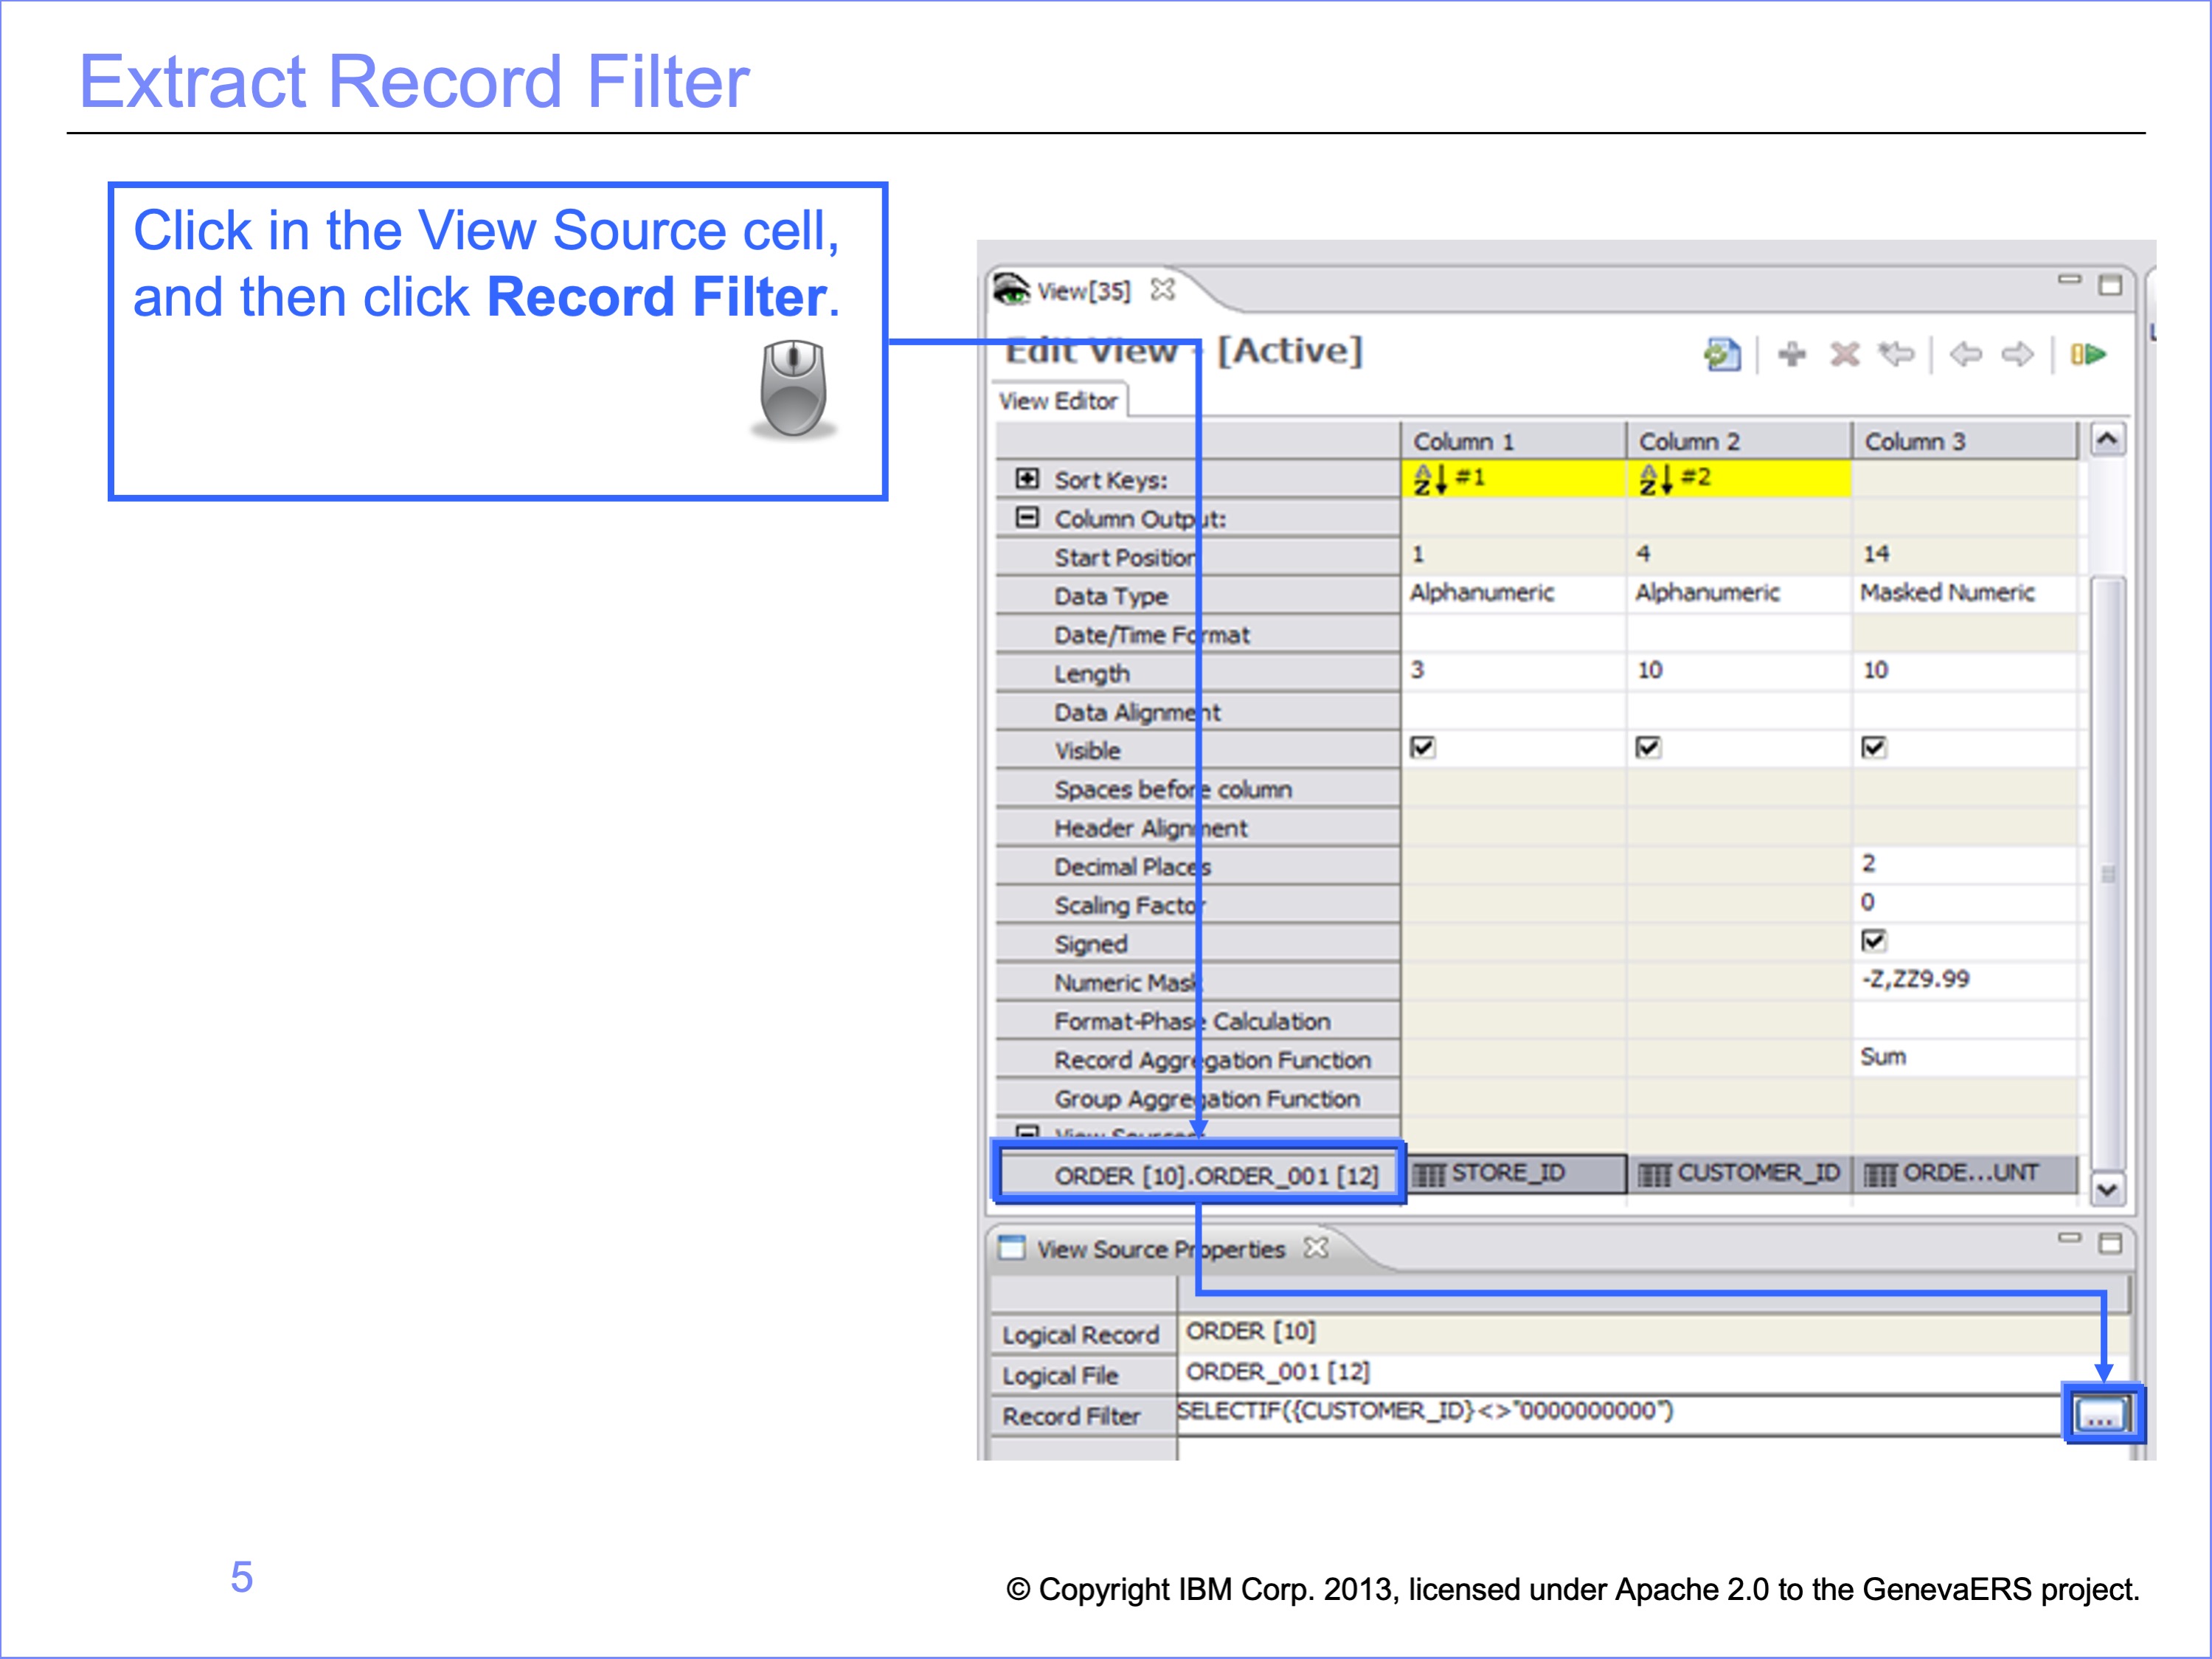 Extract Record Filter
Click in the View Source cell,
and then click Record Filter.
View[35]
Edit View - [Active]
View Editor
Column 1 Column 2 Column 3
Sort Keys: #1 #2
Column Output:
Start Position 1 4 14
Data Type Alphanumeric Alphanumeric Masked Numeric
Date/Time Format
Length 3 10 10
Data Alignment
Visible
Spaces before column
Header Alignment
Decimal Places 2
Scaling Factor 0
Signed
Numeric Mask -Z,ZZ9.99
Format-Phase Calculation
Record Aggregation Function Sum
Group Aggregation Function
View Sources
ORDER [10].ORDER_001 [12] STORE_ID CUSTOMER_ID ORDE...UNT
View Source Properties
Logical Record ORDER [10]
Logical File ORDER_001 [12]
Record Filter SELECTIF({CUSTOMER_ID}<>"0000000000") ...
5
© Copyright IBM Corp. 2013, licensed under Apache 2.0 to the GenevaERS project.